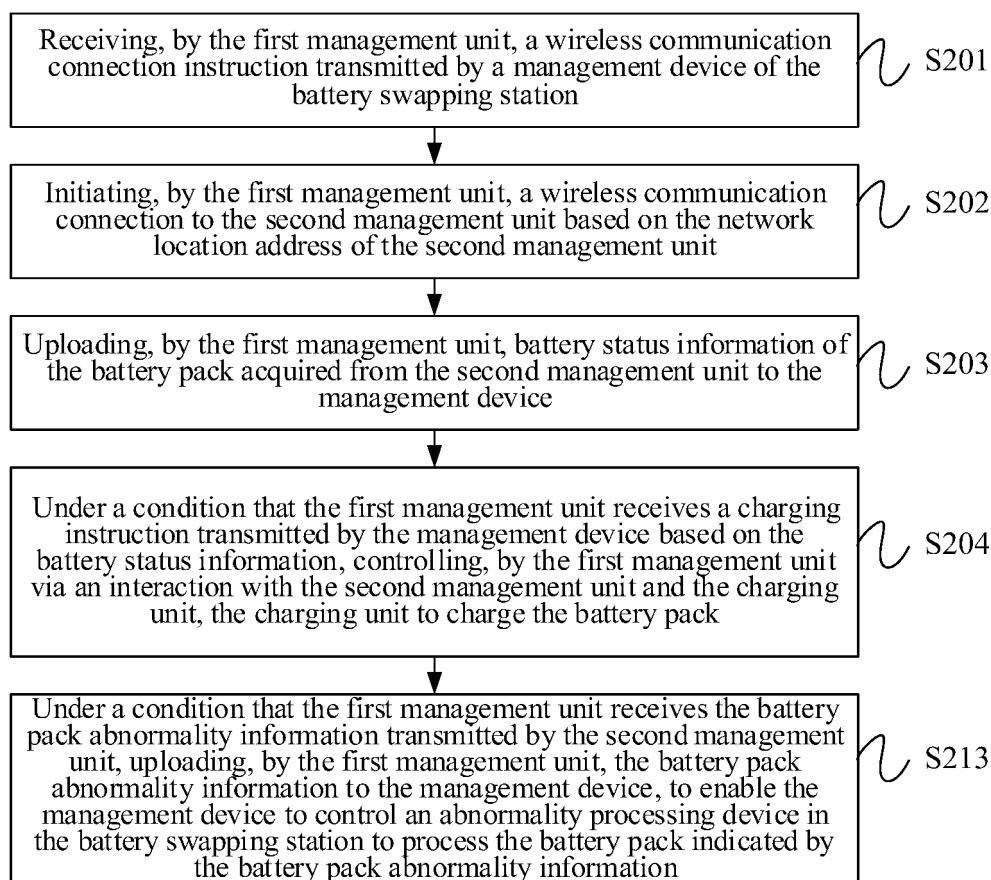 Receiving, by the first management unit, a wireless communication
connection instruction transmitted by a management device of the
battery swapping station
S201
Initiating, by the first management unit, a wireless communication
connection to the second management unit based on the network
location address of the second management unit
S202
Uploading, by the first management unit, battery status information of
the battery pack acquired from the second management unit to the
management device
S203
Under a condition that the first management unit receives a charging
instruction transmitted by the management device based on the
battery status information, controlling, by the first management unit
via an interaction with the second management unit and the charging
unit, the charging unit to charge the battery pack
S204
Under a condition that the first management unit receives the battery
pack abnormality information transmitted by the second management
unit, uploading, by the first management unit, the battery pack
abnormality information to the management device, to enable the
management device to control an abnormality processing device in
the battery swapping station to process the battery pack indicated by
the battery pack abnormality information
S213